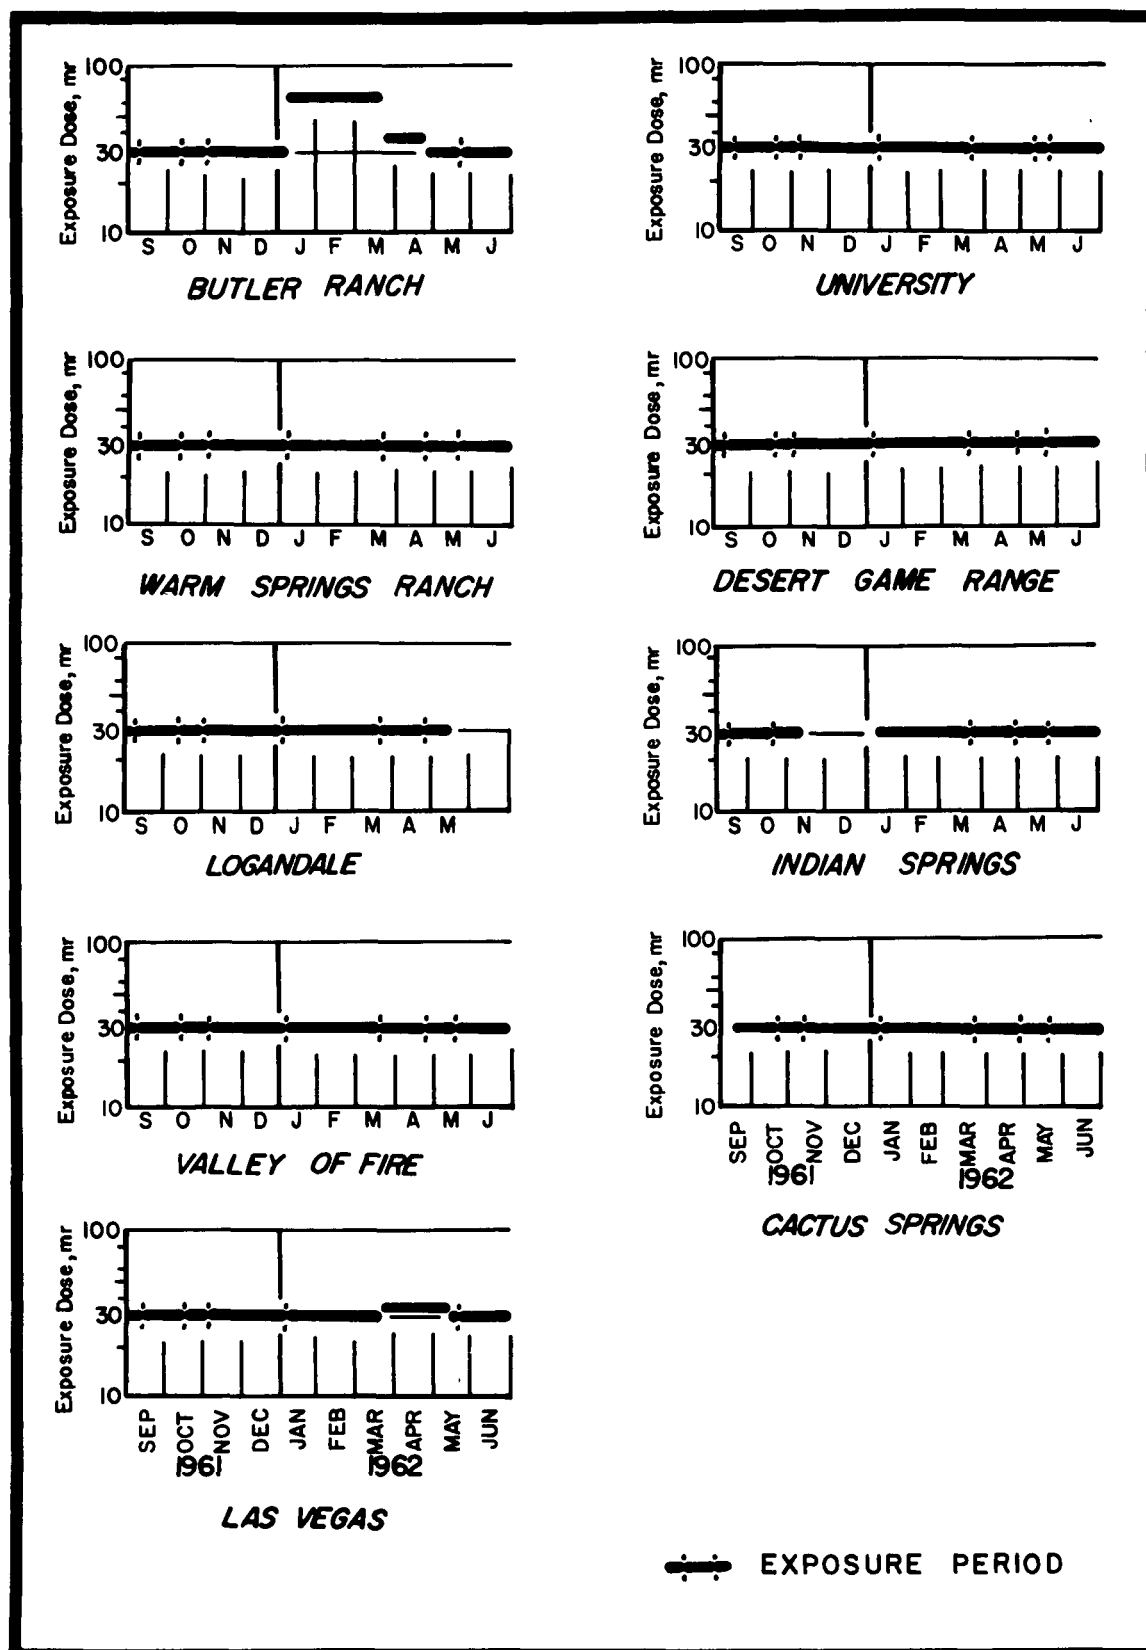 Exposure Dose, mr
100
30
10
S O N D J F M A M J
BUTLER RANCH
Exposure Dose, mr
100
30
10
S O N D J F M A M J
UNIVERSITY
Exposure Dose, mr
100
30
10
S O N D J F M A M J
WARM SPRINGS RANCH
Exposure Dose, mr
100
30
10
S O N D J F M A M J
DESERT GAME RANGE
Exposure Dose, mr
100
30
10
S O N D J F M A M
LOGANDALE
Exposure Dose, mr
100
30
10
S O N D J F M A M J
INDIAN SPRINGS
Exposure Dose, mr
100
30
10
S O N D J F M A M J
VALLEY OF FIRE
Exposure Dose, mr
100
30
10
SEP OCT NOV DEC JAN FEB MAR APR MAY JUN
1961 1962
CACTUS SPRINGS
Exposure Dose, mr
100
30
10
SEP OCT NOV DEC JAN FEB MAR APR MAY JUN
1961 1962
LAS VEGAS
EXPOSURE PERIOD